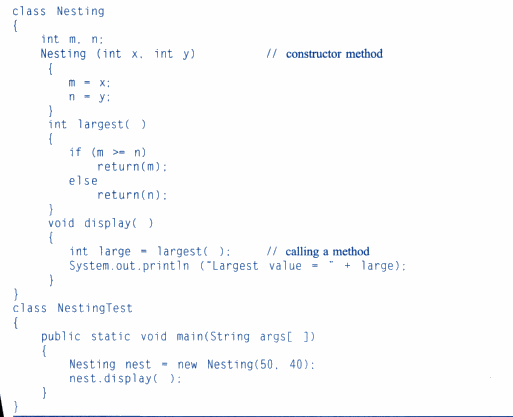 class Nesting
{
int m, n;
Nesting (int x, int y) // constructor method
{
m = x;
n = y;
}
int largest( )
{
if (m >= n)
return(m);
else
return(n);
}
void display( )
{
int large = largest( ); // calling a method
System.out.println ("Largest value = " + large);
}
}
class NestingTest
{
public static void main(String args[ ])
{
Nesting nest = new Nesting(50, 40);
nest.display( );
}
}